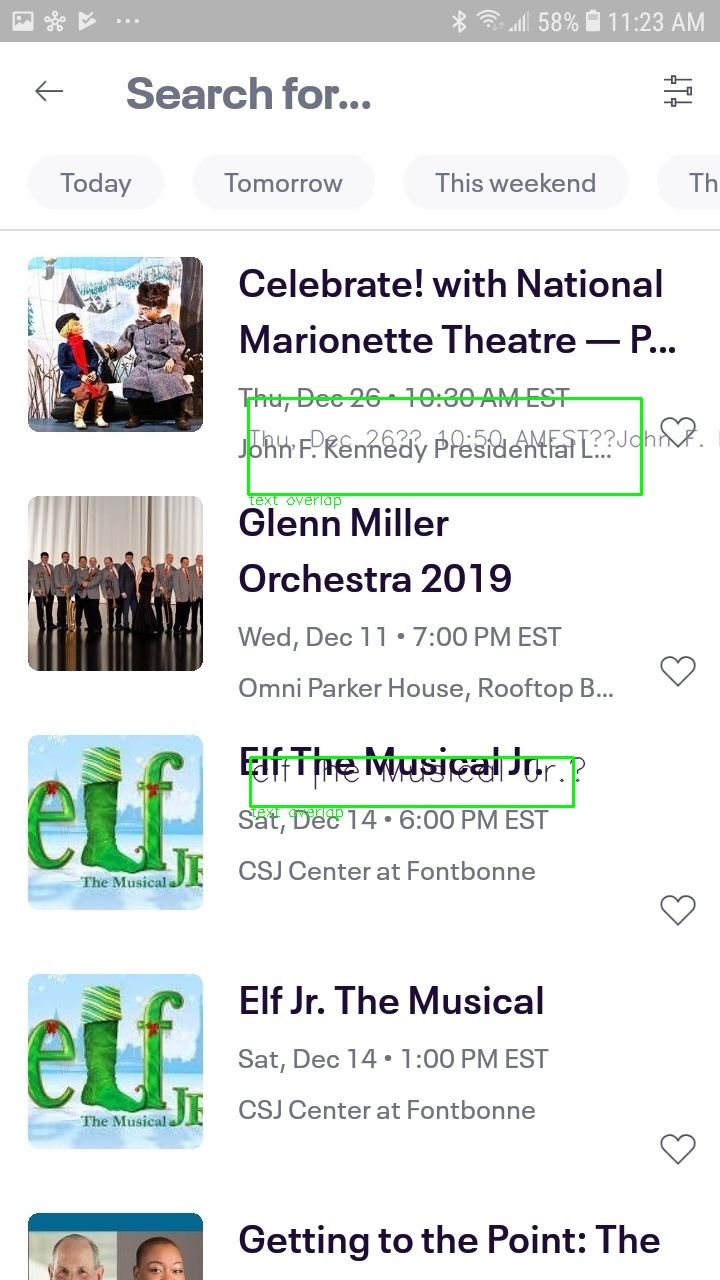 58% 11:23 AM
Search for...
Today
Tomorrow
This weekend
Th
Celebrate! with National
Marionette Theatre — P...
Thu, Dec 26 • 10:30 AM EST
Thu, Dec 26?? 10:50 AMEST??John F.
John F. Kennedy Presidential L...
text overlap
Glenn Miller
Orchestra 2019
Wed, Dec 11 • 7:00 PM EST
Omni Parker House, Rooftop B...
Elf The Musical Jr.
elf The Musical Jr.?
text overlap
Sat, Dec 14 • 6:00 PM EST
CSJ Center at Fontbonne
elf JR
The Musical
Elf Jr. The Musical
Sat, Dec 14 • 1:00 PM EST
CSJ Center at Fontbonne
elf JR
The Musical
Getting to the Point: The